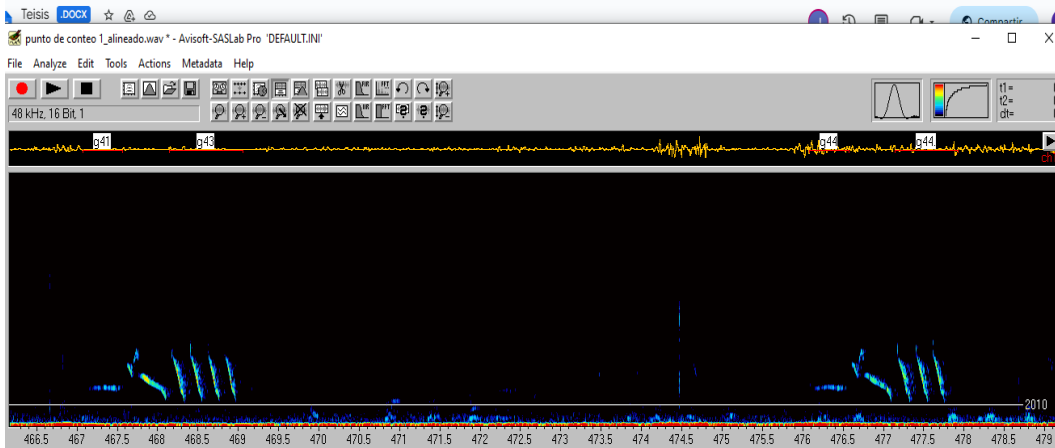 Teisis .DOCX Compartir
punto de conteo 1_alineado.wav * - Avisoft-SASLab Pro 'DEFAULT.INI'
File Analyze Edit Tools Actions Metadata Help
48 kHz, 16 Bit, 1
t1=
t2=
dt=
g41 g43 g44 g44.
ch
2010
466.5 467 467.5 468 468.5 469 469.5 470 470.5 471 471.5 472 472.5 473 473.5 474 474.5 475 475.5 476 476.5 477 477.5 478 478.5